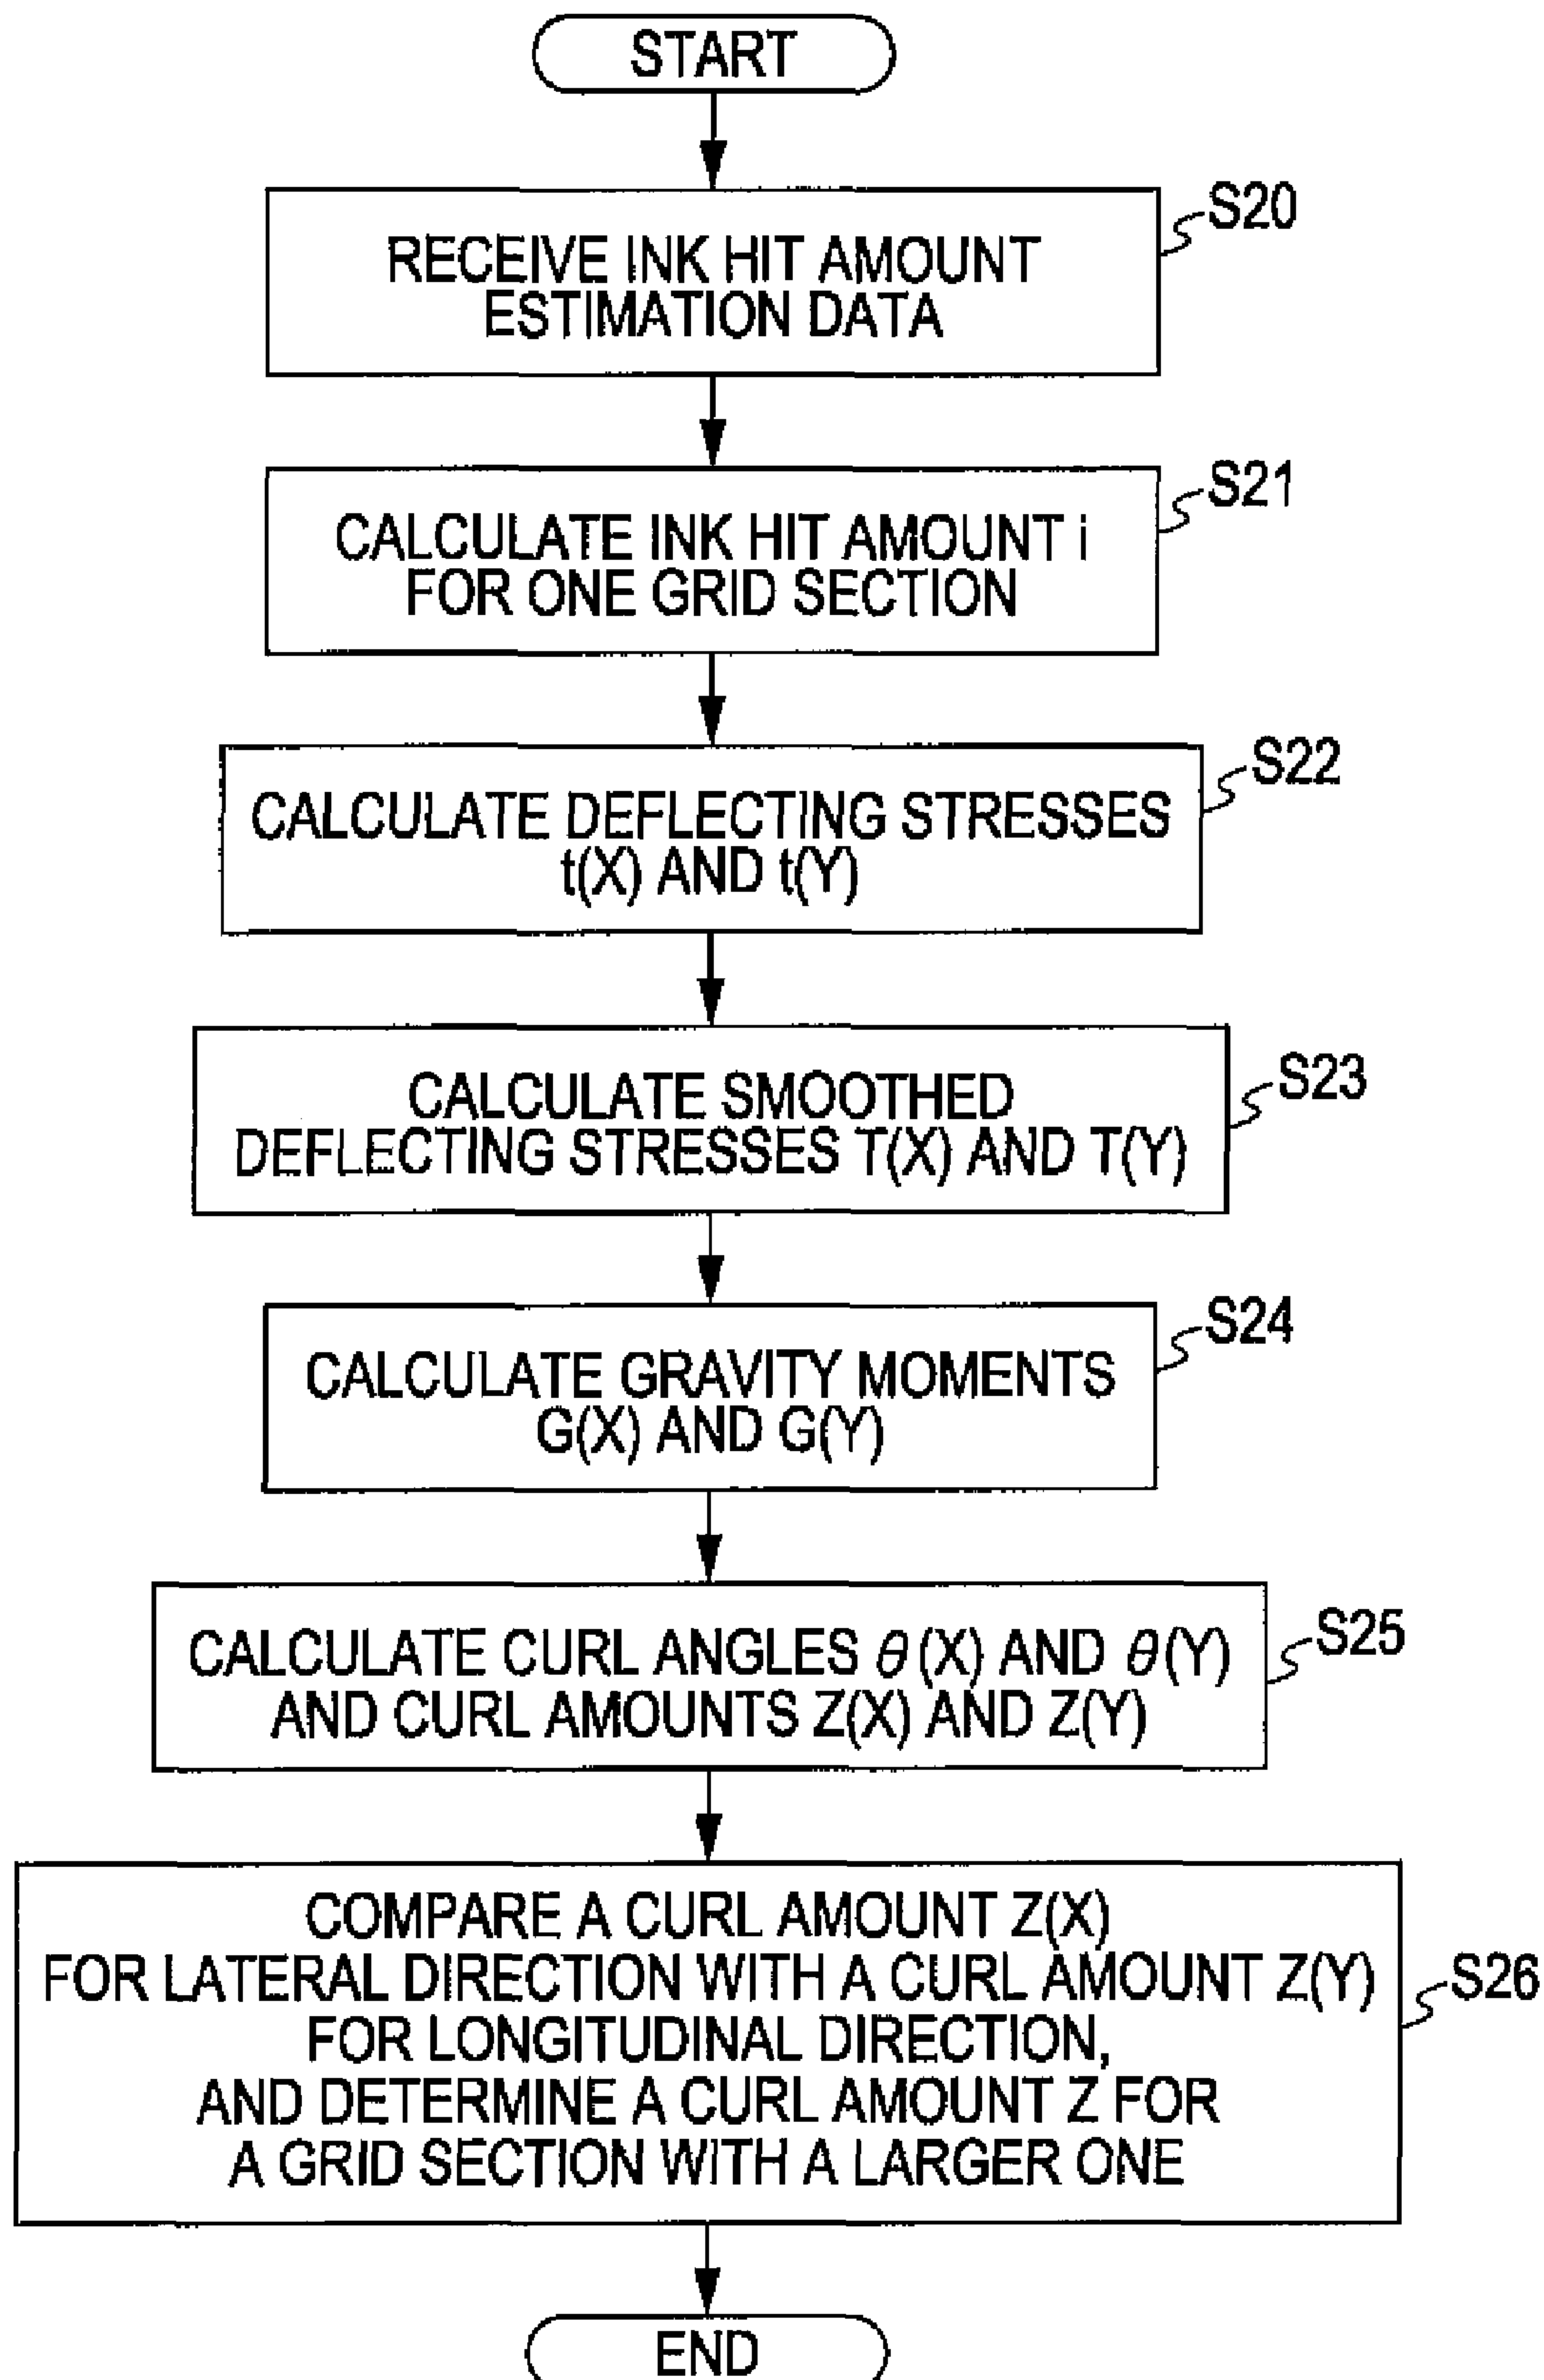 START
S20
RECEIVE INK HIT AMOUNT
ESTIMATION DATA
S21
CALCULATE INK HIT AMOUNT i
FOR ONE GRID SECTION
S22
CALCULATE DEFLECTING STRESSES
t(X) AND t(Y)
S23
CALCULATE SMOOTHED
DEFLECTING STRESSES T(X) AND T(Y)
S24
CALCULATE GRAVITY MOMENTS
G(X) AND G(Y)
S25
CALCULATE CURL ANGLES θ(X) AND θ(Y)
AND CURL AMOUNTS Z(X) AND Z(Y)
S26
COMPARE A CURL AMOUNT Z(X)
FOR LATERAL DIRECTION WITH A CURL AMOUNT Z(Y)
FOR LONGITUDINAL DIRECTION,
AND DETERMINE A CURL AMOUNT Z FOR
A GRID SECTION WITH A LARGER ONE
END